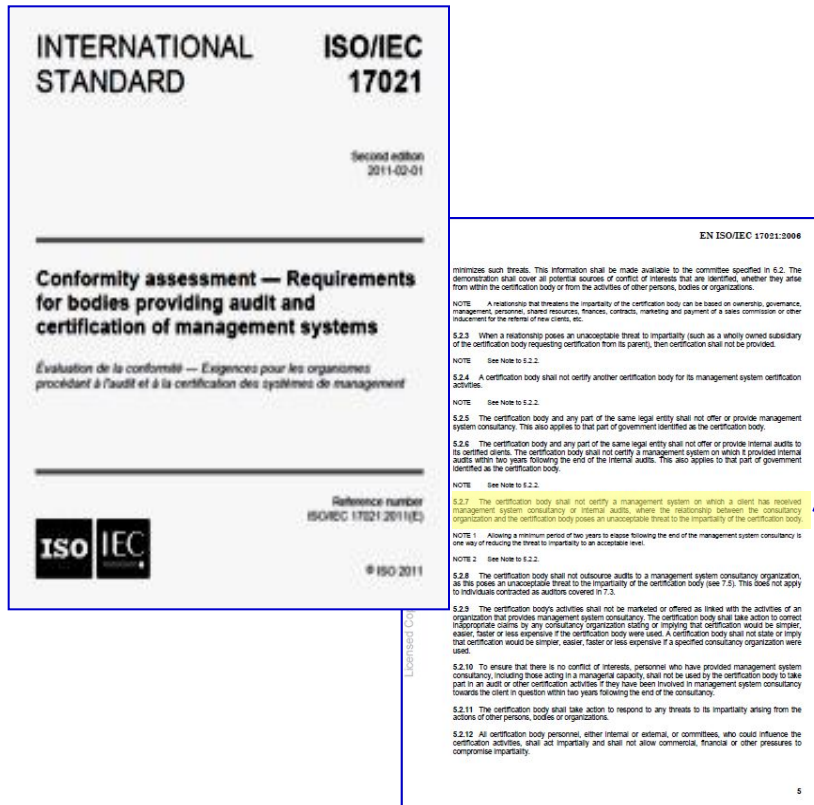 INTERNATIONAL
STANDARD
ISO/IEC
17021
Second edition
2011-02-01
Conformity assessment — Requirements
for bodies providing audit and
certification of management systems
Évaluation de la conformité — Exigences pour les organismes
procédant à l'audit et à la certification des systèmes de management
Reference number
ISO/IEC 17021:2011(E)
ISO IEC
© ISO 2011
EN ISO/IEC 17021:2006
minimizes such threats. This information shall be made available to the committee specified in 6.2. The
demonstration shall cover all potential sources of conflict of interests that are identified, whether they arise
from within the certification body or from the activities of other persons, bodies or organizations.
NOTE A relationship that threatens the impartiality of the certification body can be based on ownership, governance,
management, personnel, shared resources, finances, contracts, marketing and payment of a sales commission or other
inducement for the referral of new clients, etc.
5.2.3 When a relationship poses an unacceptable threat to impartiality (such as a wholly owned subsidiary
of the certification body requesting certification from its parent), then certification shall not be provided.
NOTE See Note to 5.2.2.
5.2.4 A certification body shall not certify another certification body for its management system certification
activities.
NOTE See Note to 5.2.2.
5.2.5 The certification body and any part of the same legal entity shall not offer or provide management
system consultancy. This also applies to that part of government identified as the certification body.
5.2.6 The certification body and any part of the same legal entity shall not offer or provide internal audits to
its certified clients. The certification body shall not certify a management system on which it provided internal
audits within two years following the end of the internal audits. This also applies to that part of government
identified as the certification body.
NOTE See Note to 5.2.2.
5.2.7 The certification body shall not certify a management system on which a client has received
management system consultancy or internal audits, where the relationship between the consultancy
organization and the certification body poses an unacceptable threat to the impartiality of the certification body.
NOTE 1 Allowing a minimum period of two years to elapse following the end of the management system consultancy is
one way of reducing the threat to impartiality to an acceptable level.
NOTE 2 See Note to 5.2.2.
5.2.8 The certification body shall not outsource audits to a management system consultancy organization,
as this poses an unacceptable threat to the impartiality of the certification body (see 7.5). This does not apply
to individuals contracted as auditors covered in 7.3.
5.2.9 The certification body's activities shall not be marketed or offered as linked with the activities of an
organization that provides management system consultancy. The certification body shall take action to correct
inappropriate claims by any consultancy organization stating or implying that certification would be simpler,
easier, faster or less expensive if the certification body were used. A certification body shall not state or imply
that certification would be simpler, easier, faster or less expensive if a specified consultancy organization were
used.
5.2.10 To ensure that there is no conflict of interests, personnel who have provided management system
consultancy, including those acting in a managerial capacity, shall not be used by the certification body to take
part in an audit or other certification activities if they have been involved in management system consultancy
towards the client in question within two years following the end of the consultancy.
5.2.11 The certification body shall take action to respond to any threats to its impartiality arising from the
actions of other persons, bodies or organizations.
5.2.12 All certification body personnel, either internal or external, or committees, who could influence the
certification activities, shall act impartially and shall not allow commercial, financial or other pressures to
compromise impartiality.
5
Licensed Co